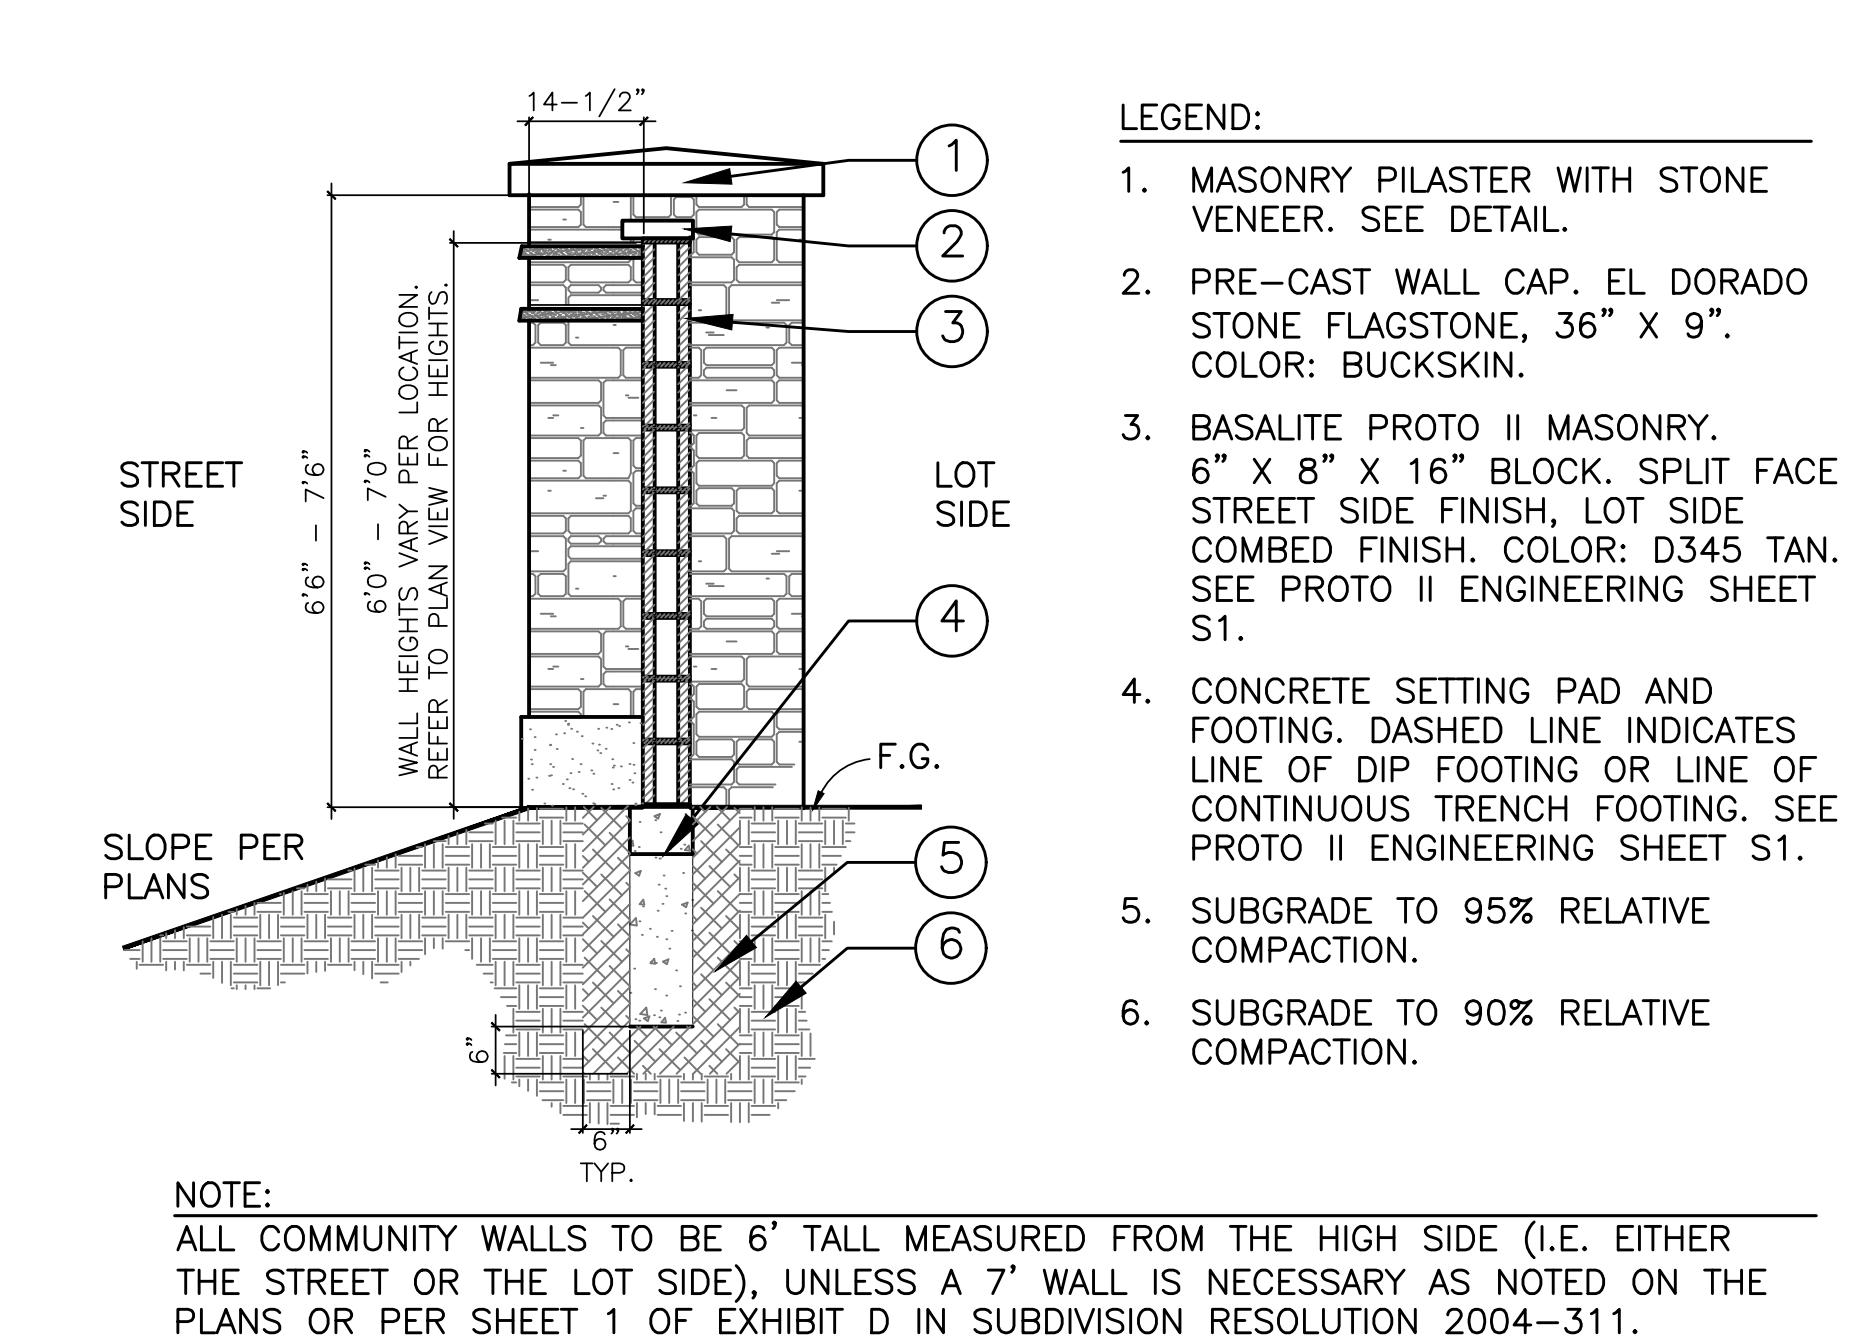 14-1/2"
1
2
3
4
5
6
STREET
SIDE
6'6" - 7'6"
6'0" - 7'0"
WALL HEIGHTS VARY PER LOCATION.
REFER TO PLAN VIEW FOR HEIGHTS.
LOT
SIDE
F.G.
SLOPE PER
PLANS
6"
6"
TYP.
LEGEND:
1. MASONRY PILASTER WITH STONE
VENEER. SEE DETAIL.
2. PRE-CAST WALL CAP. EL DORADO
STONE FLAGSTONE, 36" X 9".
COLOR: BUCKSKIN.
3. BASALITE PROTO II MASONRY.
6" X 8" X 16" BLOCK. SPLIT FACE
STREET SIDE FINISH, LOT SIDE
COMBED FINISH. COLOR: D345 TAN.
SEE PROTO II ENGINEERING SHEET
S1.
4. CONCRETE SETTING PAD AND
FOOTING. DASHED LINE INDICATES
LINE OF DIP FOOTING OR LINE OF
CONTINUOUS TRENCH FOOTING. SEE
PROTO II ENGINEERING SHEET S1.
5. SUBGRADE TO 95% RELATIVE
COMPACTION.
6. SUBGRADE TO 90% RELATIVE
COMPACTION.
NOTE:
ALL COMMUNITY WALLS TO BE 6' TALL MEASURED FROM THE HIGH SIDE (I.E. EITHER
THE STREET OR THE LOT SIDE), UNLESS A 7' WALL IS NECESSARY AS NOTED ON THE
PLANS OR PER SHEET 1 OF EXHIBIT D IN SUBDIVISION RESOLUTION 2004-311.